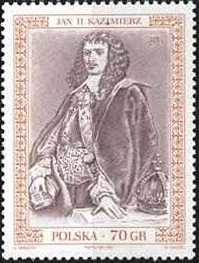 JAN II KAZIMIERZ
POLSKA · 70 GR